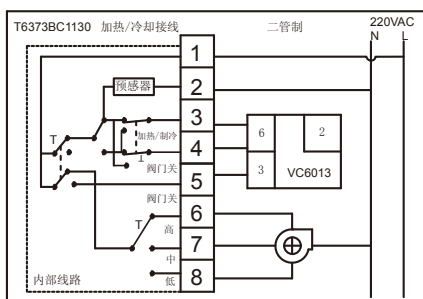 T6373BC1130 加热/冷却接线
二管制
220VAC
N
L
1
预感器
2
3
加热/制冷
6
2
T
4
阀门关
3
VC6013
5
阀门关
6
高
T
7
中
8
低
内部线路